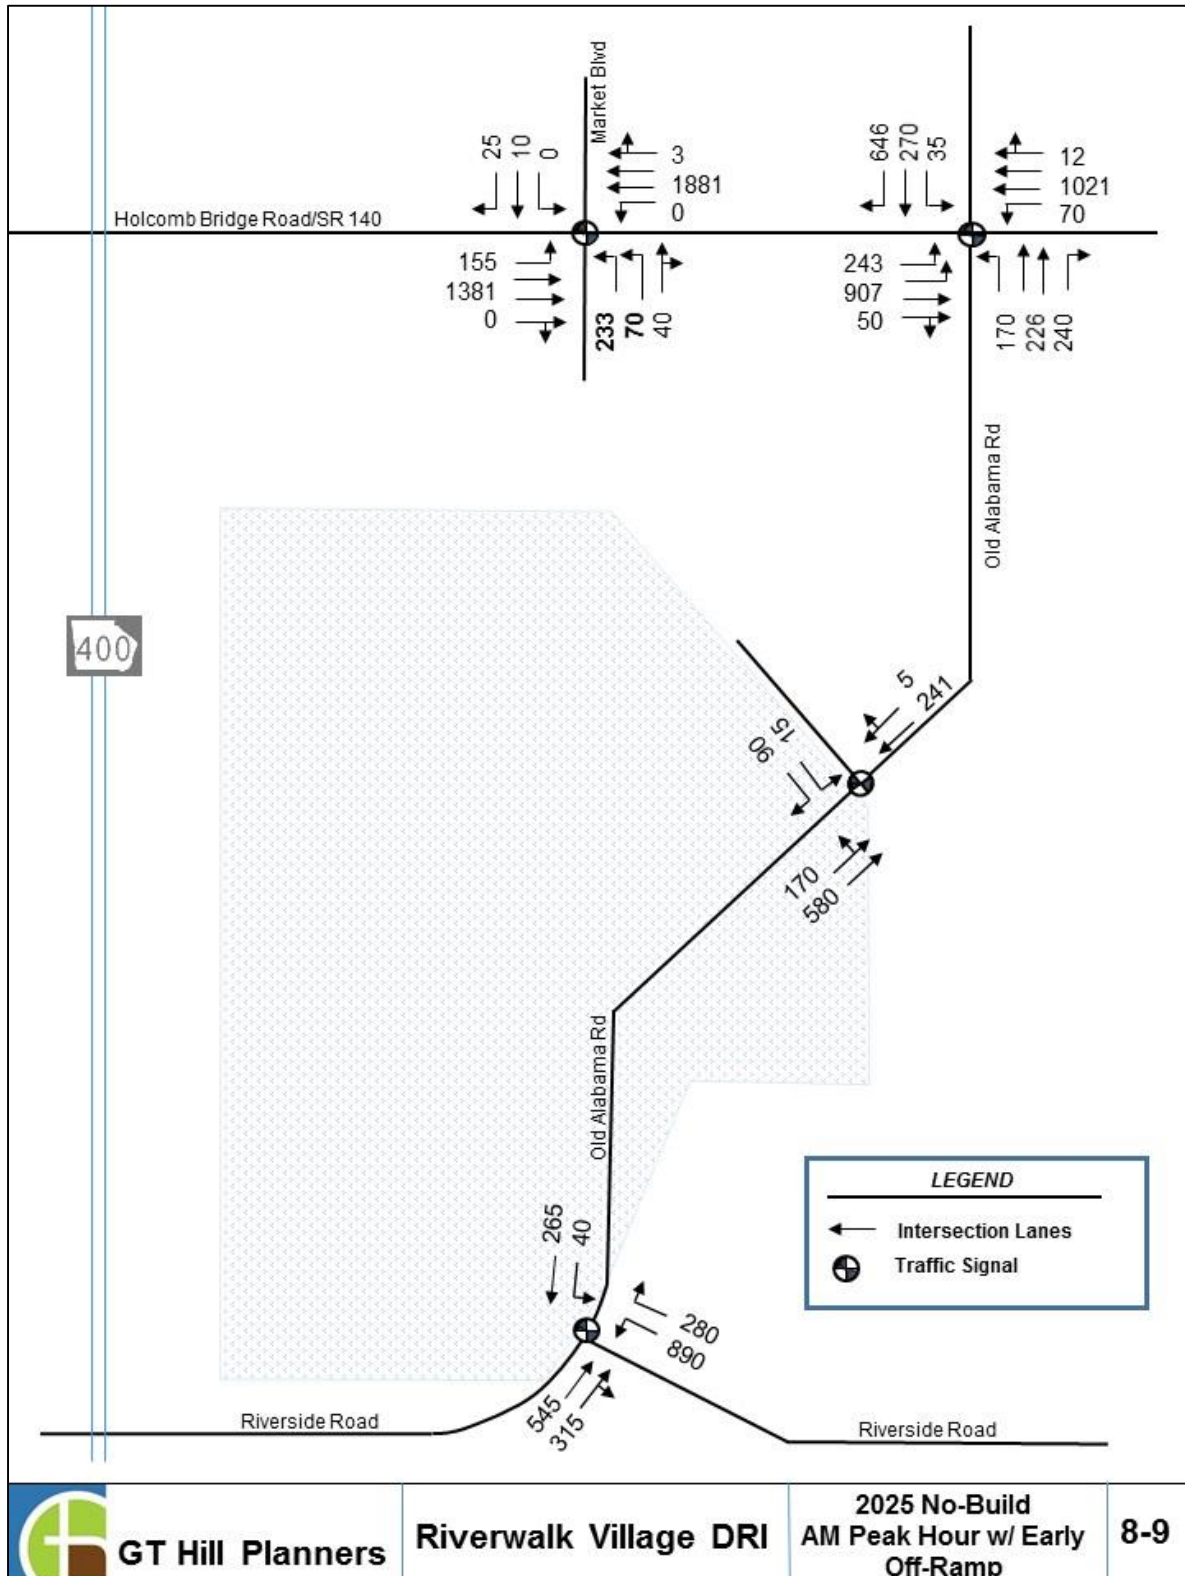 Market Blvd
25
10
0
3
1881
0
646
270
35
12
1021
70
Holcomb Bridge Road/SR 140
155
1381
0
233
70
40
243
907
50
170
226
240
Old Alabama Rd
400
5
241
15
90
170
580
Old Alabama Rd
LEGEND
Intersection Lanes
Traffic Signal
265
40
280
890
545
315
Riverside Road
Riverside Road
GT Hill Planners
Riverwalk Village DRI
2025 No-Build
AM Peak Hour w/ Early
Off-Ramp
8-9